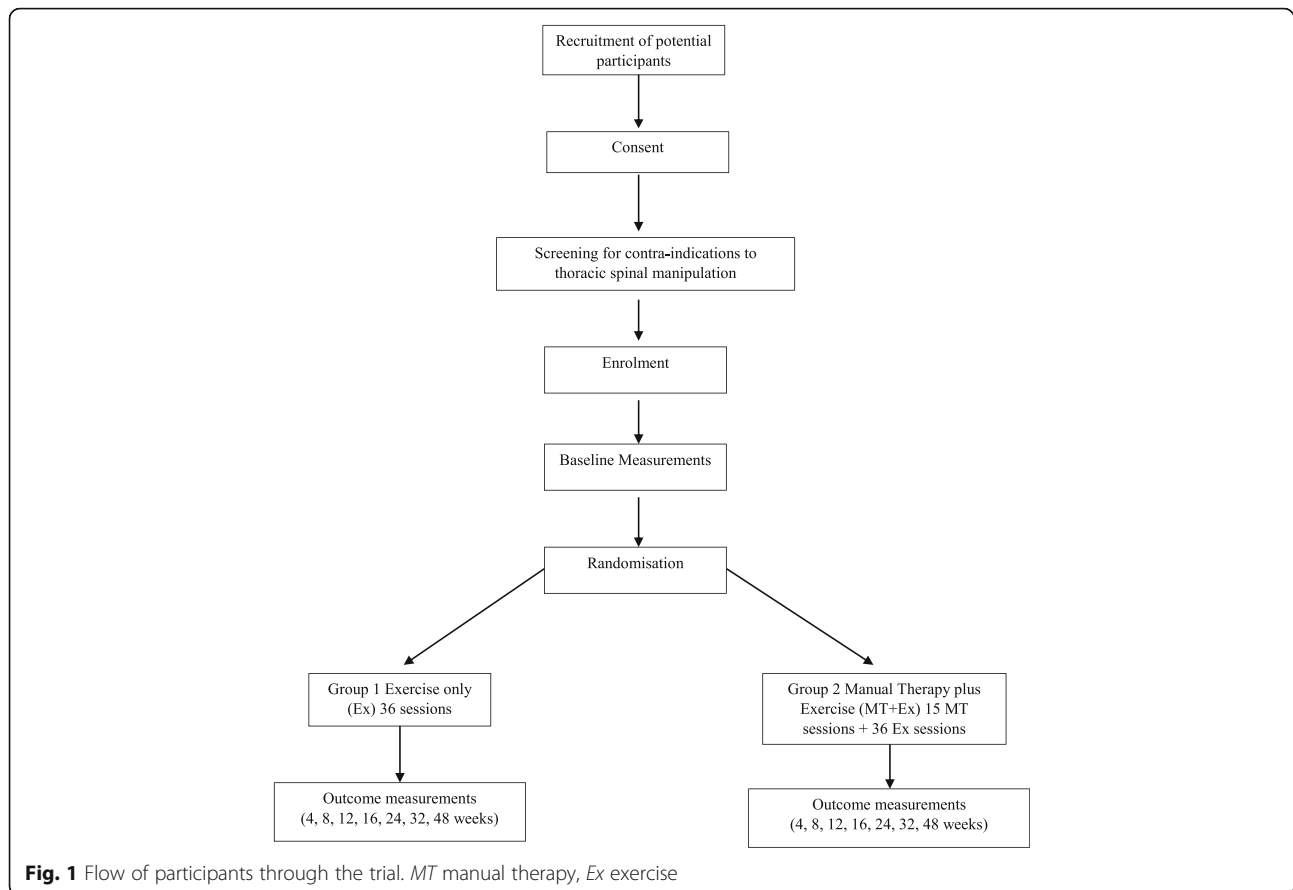 Recruitment of potential
participants
Consent
Screening for contra-indications to
thoracic spinal manipulation
Enrolment
Baseline Measurements
Randomisation
Group 1 Exercise only
(Ex) 36 sessions
Group 2 Manual Therapy plus
Exercise (MT+Ex) 15 MT
sessions + 36 Ex sessions
Outcome measurements
(4, 8, 12, 16, 24, 32, 48 weeks)
Outcome measurements
(4, 8, 12, 16, 24, 32, 48 weeks)
Fig. 1 Flow of participants through the trial. MT manual therapy, Ex exercise